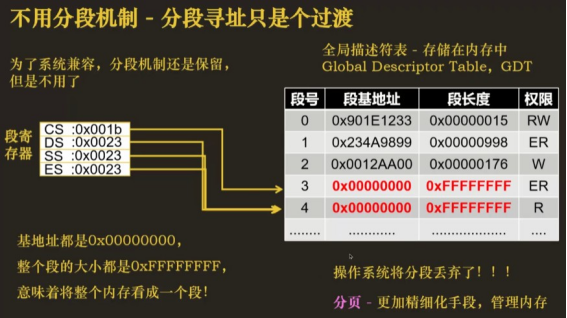 不用分段机制 - 分段寻址只是个过渡
为了系统兼容，分段机制还是保留，
但是不用了
全局描述符表 - 存储在内存中
Global Descriptor Table，GDT
段寄存器
CS :0x001b
DS :0x0023
SS :0x0023
ES :0x0023
段号 段基地址 段长度 权限
0 0x901E1233 0x00000015 RW
1 0x234A9899 0x00000998 ER
2 0x0012AA00 0x00000176 W
3 0x00000000 0xFFFFFFFF ER
4 0x00000000 0xFFFFFFFF R
........ ............ ................... ....
基地址都是0x00000000，
整个段的大小都是0xFFFFFFFF，
意味着将整个内存看成一个段！
操作系统将分段丢弃了！！！
分页 - 更加精细化手段，管理内存